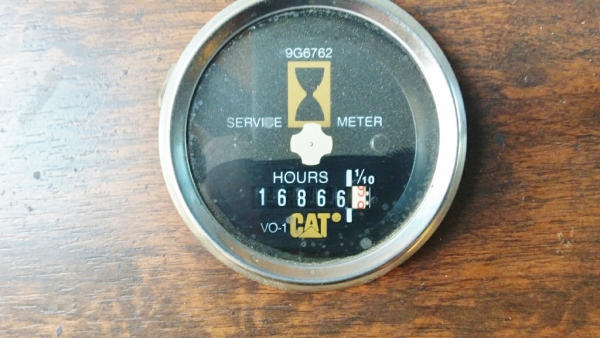 9G6762
SERVICE METER
HOURS 1/10
16866
VO-1 CAT